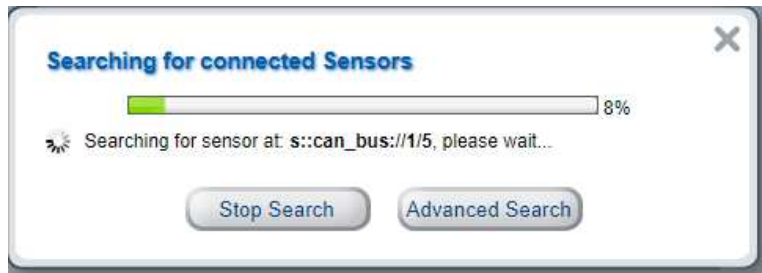 Searching for connected Sensors
8%
Searching for sensor at: s::can_bus://1/5, please wait...
Stop Search Advanced Search